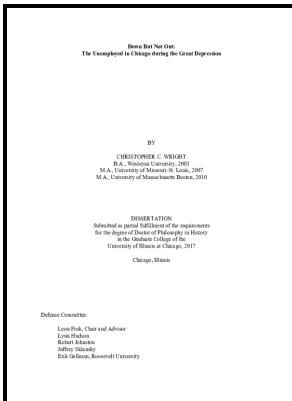 Down But Not Out:
The Unemployed in Chicago during the Great Depression
BY
CHRISTOPHER C. WRIGHT
B.A., Wesleyan University, 2003
M.A., University of Missouri-St. Louis, 2007
M.A., University of Massachusetts Boston, 2010
DISSERTATION
Submitted as partial fulfillment of the requirements
for the degree of Doctor of Philosophy in History
in the Graduate College of the
University of Illinois at Chicago, 2017
Chicago, Illinois
Defense Committee:
Leon Fink, Chair and Advisor
Lynn Hudson
Robert Johnston
Jeffrey Sklansky
Erik Gellman, Roosevelt University